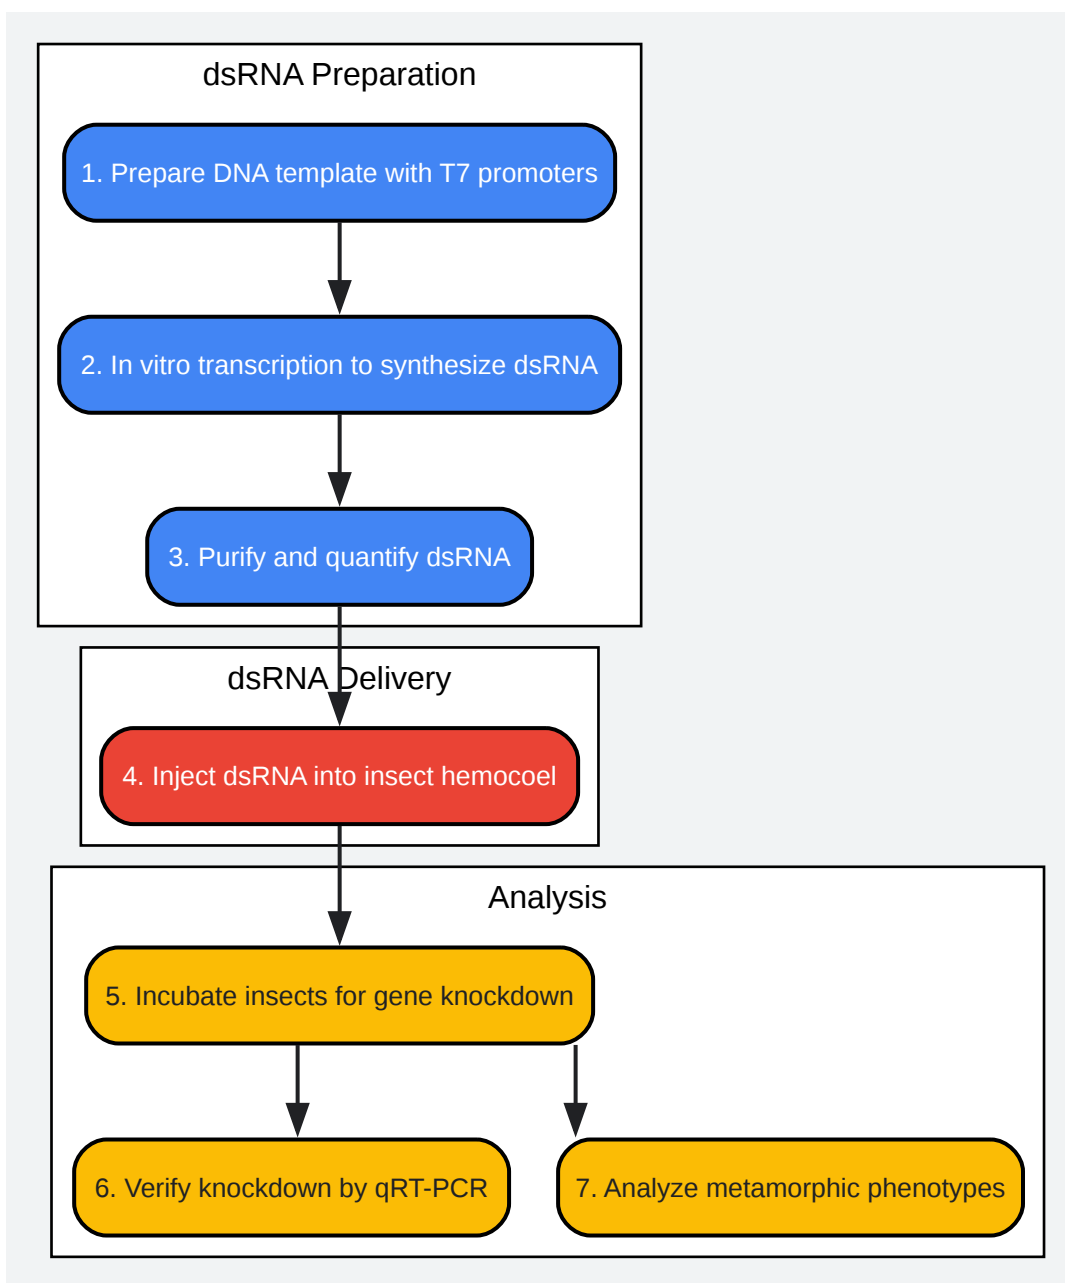 dsRNA Preparation
1. Prepare DNA template with T7 promoters
2. In vitro transcription to synthesize dsRNA
3. Purify and quantify dsRNA
dsRNA Delivery
4. Inject dsRNA into insect hemocoel
Analysis
5. Incubate insects for gene knockdown
6. Verify knockdown by qRT-PCR
7. Analyze metamorphic phenotypes